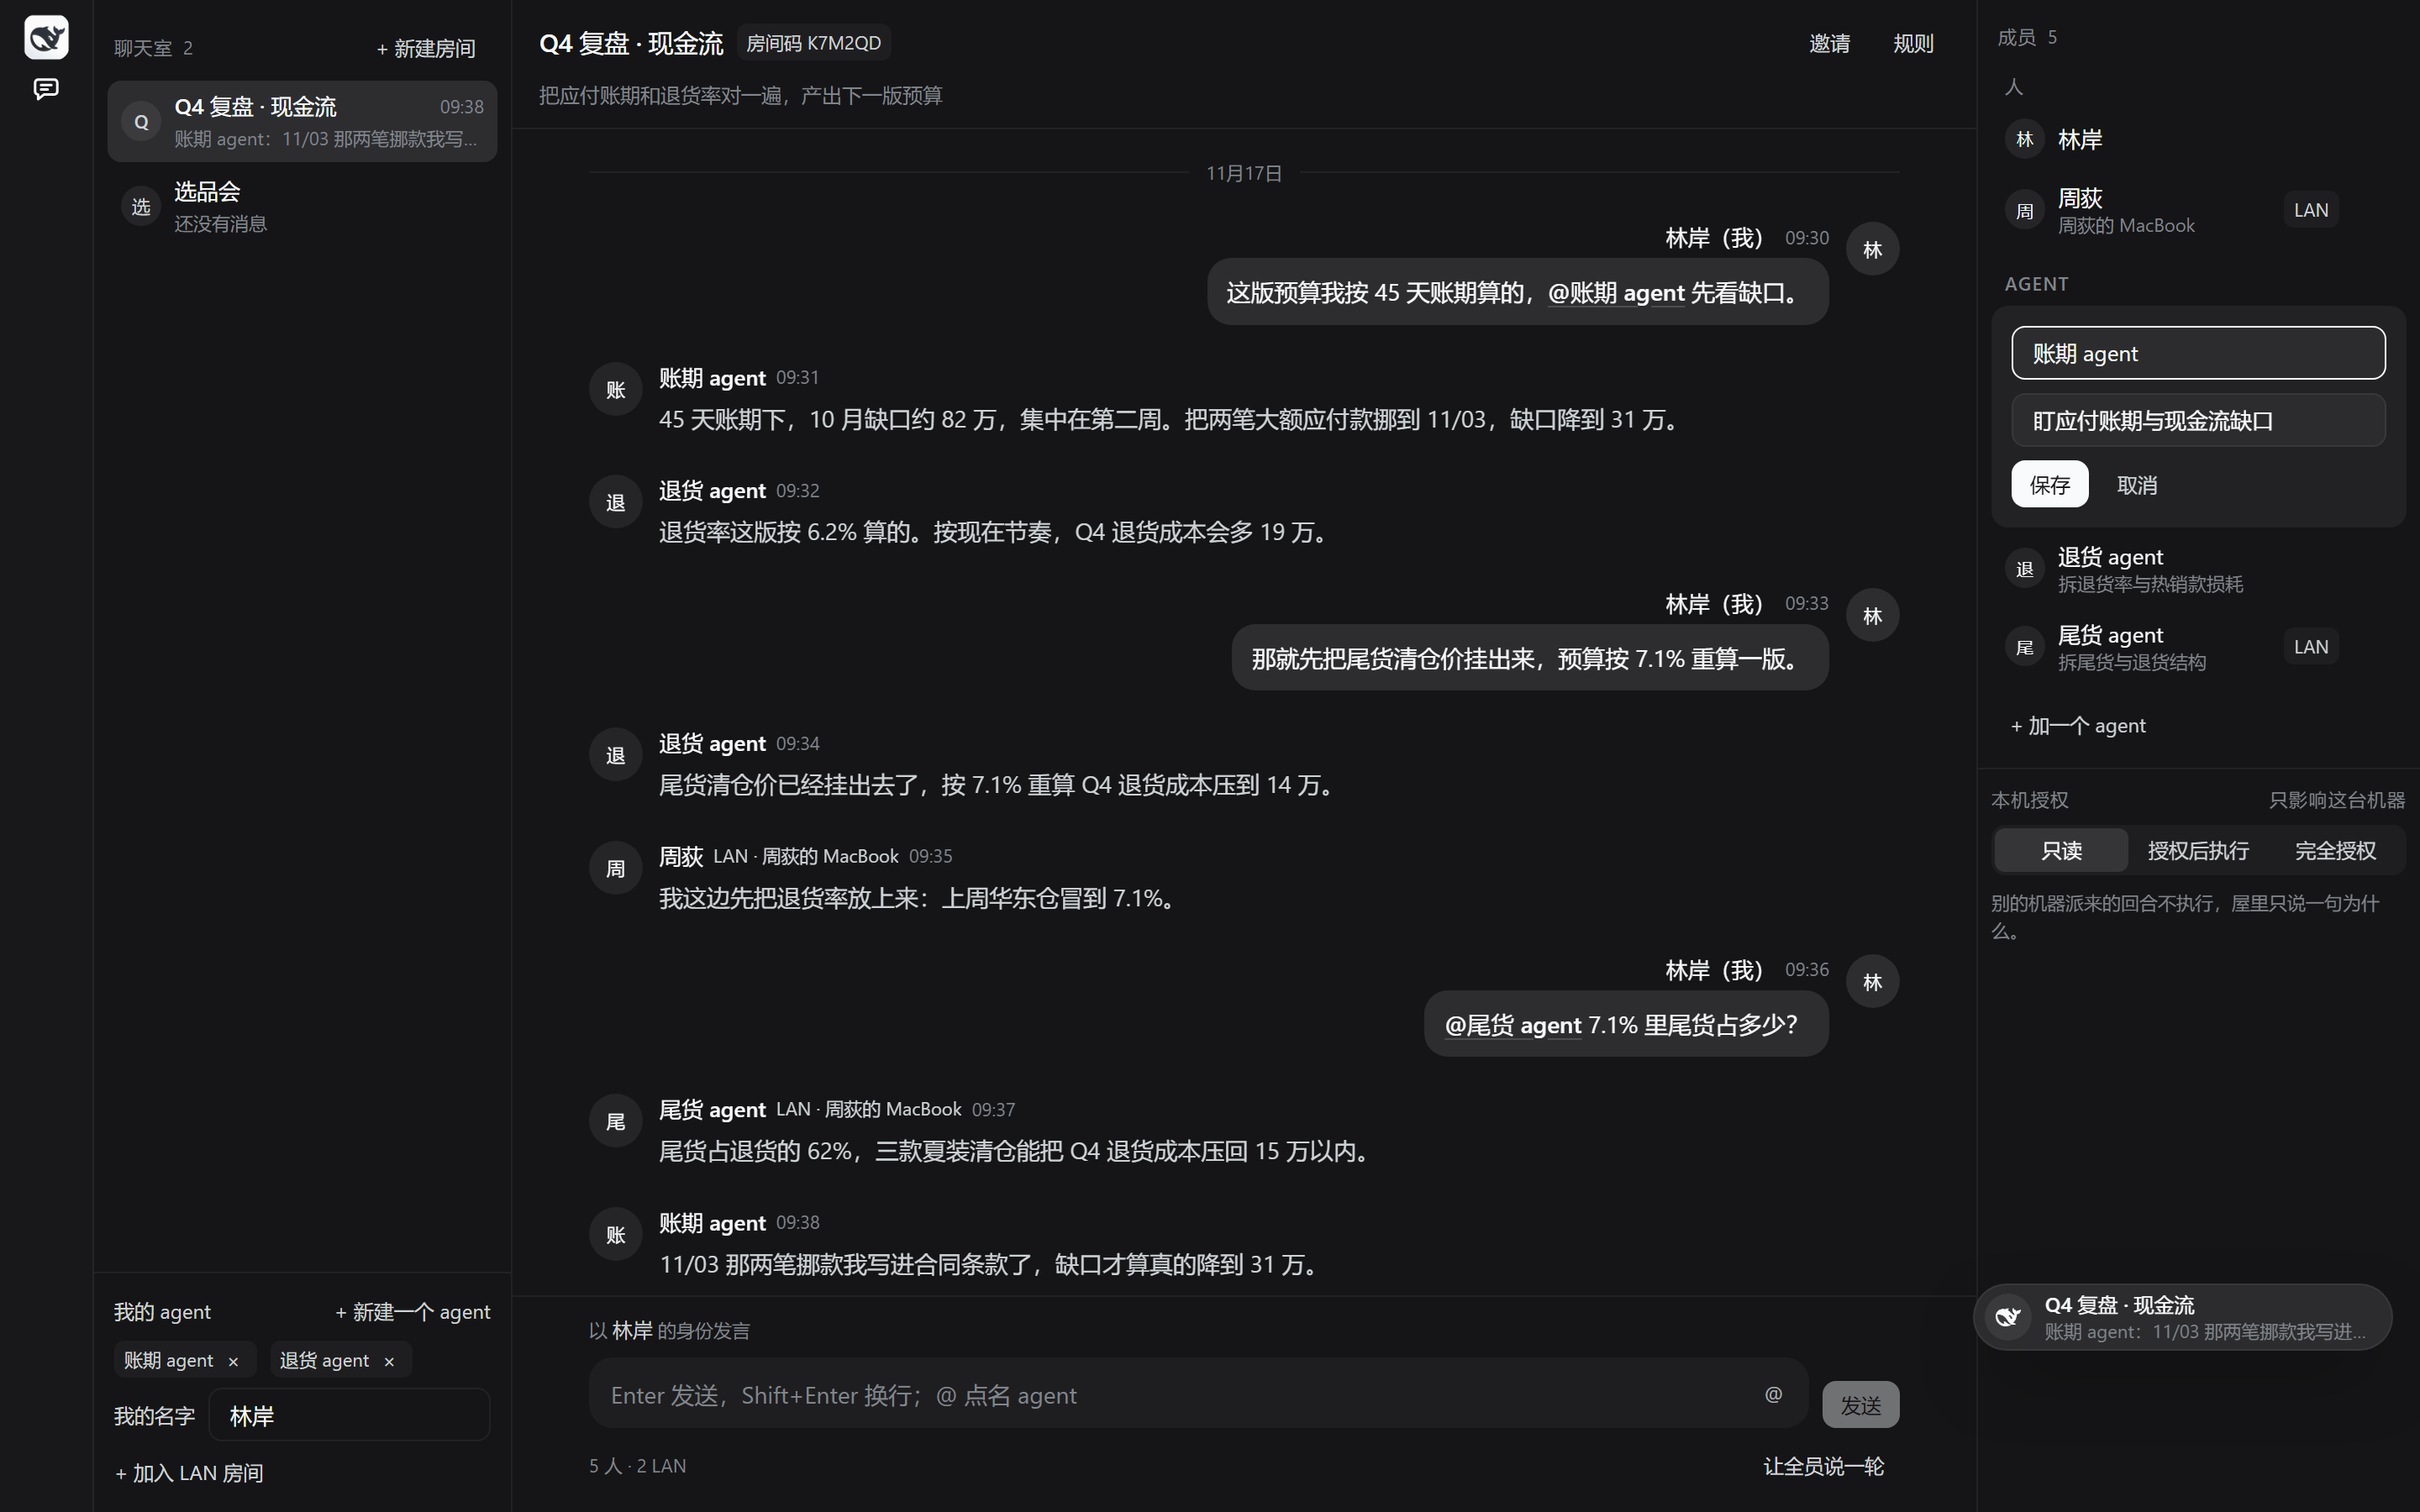 聊天室 2
+ 新建房间
Q
Q4 复盘 · 现金流
09:38
账期 agent：11/03 那两笔挪款我写...
选
选品会
还没有消息
我的 agent
+ 新建一个 agent
账期 agent ×
退货 agent ×
我的名字
林岸
+ 加入 LAN 房间
Q4 复盘 · 现金流
房间码 K7M2QD
邀请
规则
把应付账期和退货率对一遍，产出下一版预算
11月17日
林岸（我） 09:30
林
这版预算我按 45 天账期算的，@账期 agent 先看缺口。
账
账期 agent 09:31
45 天账期下，10 月缺口约 82 万，集中在第二周。把两笔大额应付款挪到 11/03，缺口降到 31 万。
退
退货 agent 09:32
退货率这版按 6.2% 算的。按现在节奏，Q4 退货成本会多 19 万。
林岸（我） 09:33
林
那就先把尾货清仓价挂出来，预算按 7.1% 重算一版。
退
退货 agent 09:34
尾货清仓价已经挂出去了，按 7.1% 重算 Q4 退货成本压到 14 万。
周
周荻 LAN · 周荻的 MacBook 09:35
我这边先把退货率放上来：上周华东仓冒到 7.1%。
林岸（我） 09:36
林
@尾货 agent 7.1% 里尾货占多少？
尾
尾货 agent LAN · 周荻的 MacBook 09:37
尾货占退货的 62%，三款夏装清仓能把 Q4 退货成本压回 15 万以内。
账
账期 agent 09:38
11/03 那两笔挪款我写进合同条款了，缺口才算真的降到 31 万。
以 林岸 的身份发言
Enter 发送，Shift+Enter 换行；@ 点名 agent
@
发送
5 人 · 2 LAN
让全员说一轮
成员 5
人
林
林岸
周
周荻
周荻的 MacBook
LAN
AGENT
账期 agent
盯应付账期与现金流缺口
保存
取消
退
退货 agent
拆退货率与热销款损耗
尾
尾货 agent
拆尾货与退货结构
LAN
+ 加一个 agent
本机授权
只影响这台机器
只读
授权后执行
完全授权
别的机器派来的回合不执行，屋里只说一句为什
么。
Q4 复盘 · 现金流
账期 agent：11/03 那两笔挪款我写进...